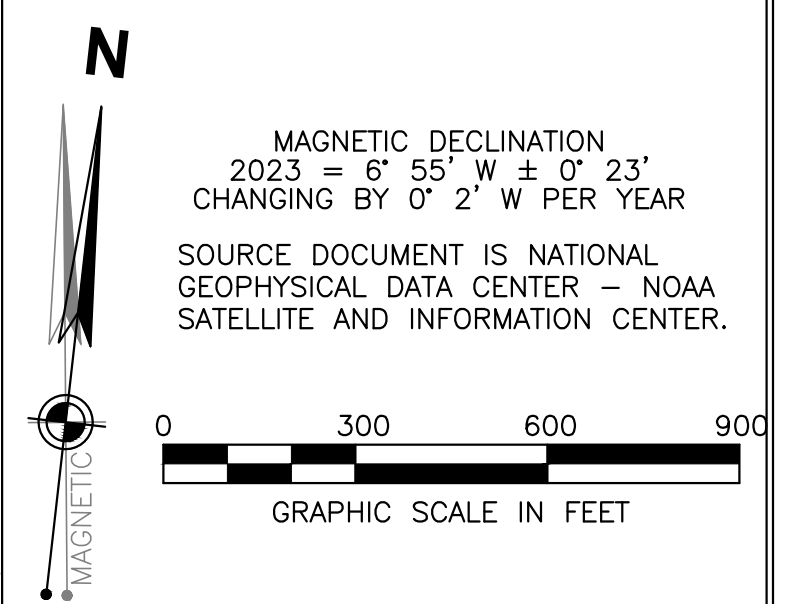 N
MAGNETIC DECLINATION
2023 = 6° 55' W ± 0° 23'
CHANGING BY 0° 2' W PER YEAR
SOURCE DOCUMENT IS NATIONAL
GEOPHYSICAL DATA CENTER – NOAA
SATELLITE AND INFORMATION CENTER.
0 300 600 900
GRAPHIC SCALE IN FEET
MAGNETIC